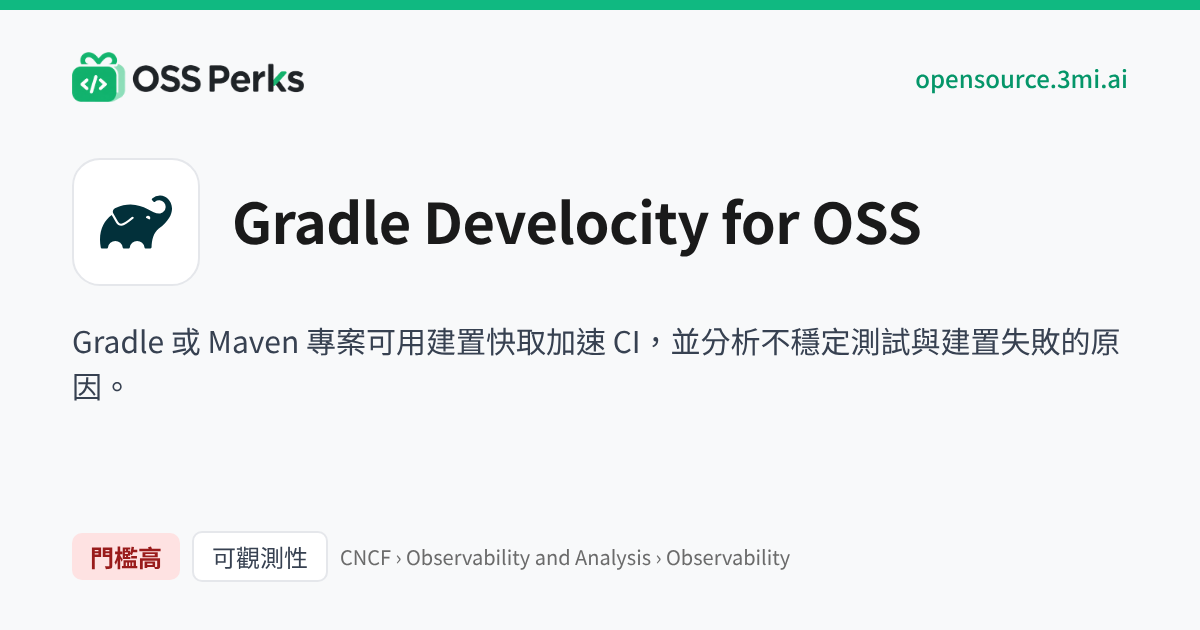 OSS Perks
opensource.3mi.ai
Gradle Develocity for OSS
Gradle 或 Maven 專案可用建置快取加速 CI，並分析不穩定測試與建置失敗的原
因。
門檻高
可觀測性
CNCF › Observability and Analysis › Observability